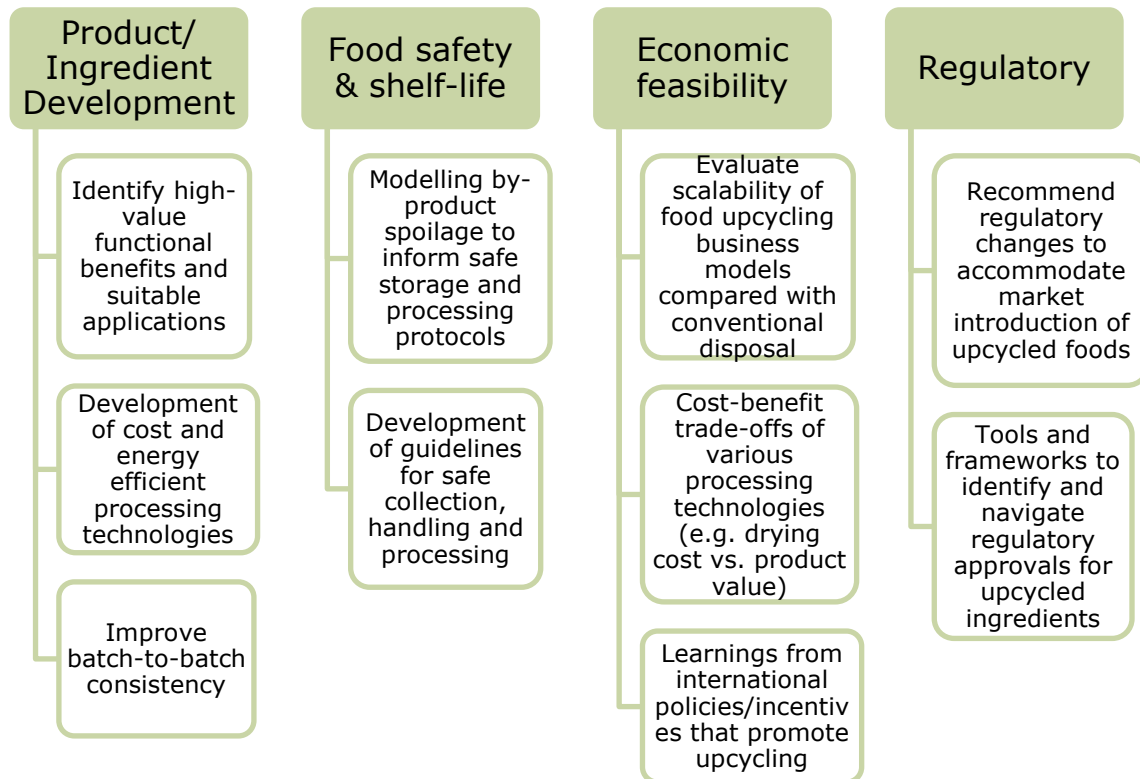 Product/
Ingredient
Development
Identify high-
value
functional
benefits and
suitable
applications
Development
of cost and
energy
efficient
processing
technologies
Improve
batch-to-batch
consistency
Food safety
& shelf-life
Modelling by-
product
spoilage to
inform safe
storage and
processing
protocols
Development
of guidelines
for safe
collection,
handling and
processing
Economic
feasibility
Evaluate
scalability of
food upcycling
business
models
compared with
conventional
disposal
Cost-benefit
trade-offs of
various
processing
technologies
(e.g. drying
cost vs. product
value)
Learnings from
international
policies/incentiv
es that promote
upcycling
Regulatory
Recommend
regulatory
changes to
accommodate
market
introduction of
upcycled foods
Tools and
frameworks to
identify and
navigate
regulatory
approvals for
upcycled
ingredients